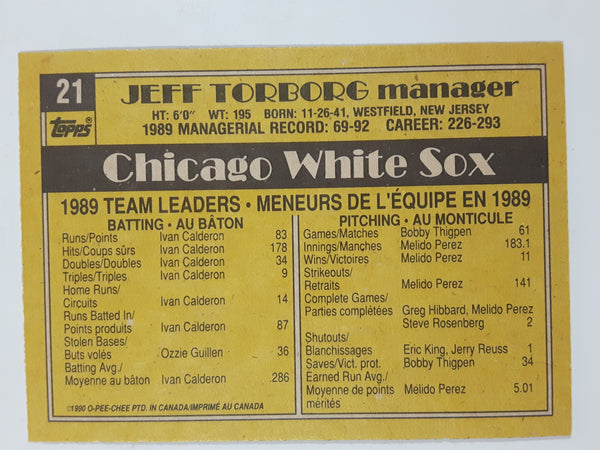 21
Topps®
JEFF TORBORG manager
HT: 6'0" WT: 195 BORN: 11-26-41, WESTFIELD, NEW JERSEY
1989 MANAGERIAL RECORD: 69-92 CAREER: 226-293
Chicago White Sox
1989 TEAM LEADERS • MENEURS DE L'ÉQUIPE EN 1989
BATTING • AU BÂTON
Runs/Points Ivan Calderon 83
Hits/Coups sûrs Ivan Calderon 178
Doubles/Doubles Ivan Calderon 34
Triples/Triples Ivan Calderon 9
Home Runs/
Circuits Ivan Calderon 14
Runs Batted In/
Points produits Ivan Calderon 87
Stolen Bases/
Buts volés Ozzie Guillen 36
Batting Avg./
Moyenne au bâton Ivan Calderon .286
©1990 O-PEE-CHEE PTD. IN CANADA/IMPRIMÉ AU CANADA
PITCHING • AU MONTICULE
Games/Matches Bobby Thigpen 61
Innings/Manches Melido Perez 183.1
Wins/Victoires Melido Perez 11
Strikeouts/
Retraits Melido Perez 141
Complete Games/
Parties complétées Greg Hibbard, Melido Perez
Steve Rosenberg 2
Shutouts/
Blanchissages Eric King, Jerry Reuss 1
Saves/Vict. prot. Bobby Thigpen 34
Earned Run Avg./
Moyenne de points Melido Perez 5.01
mérités